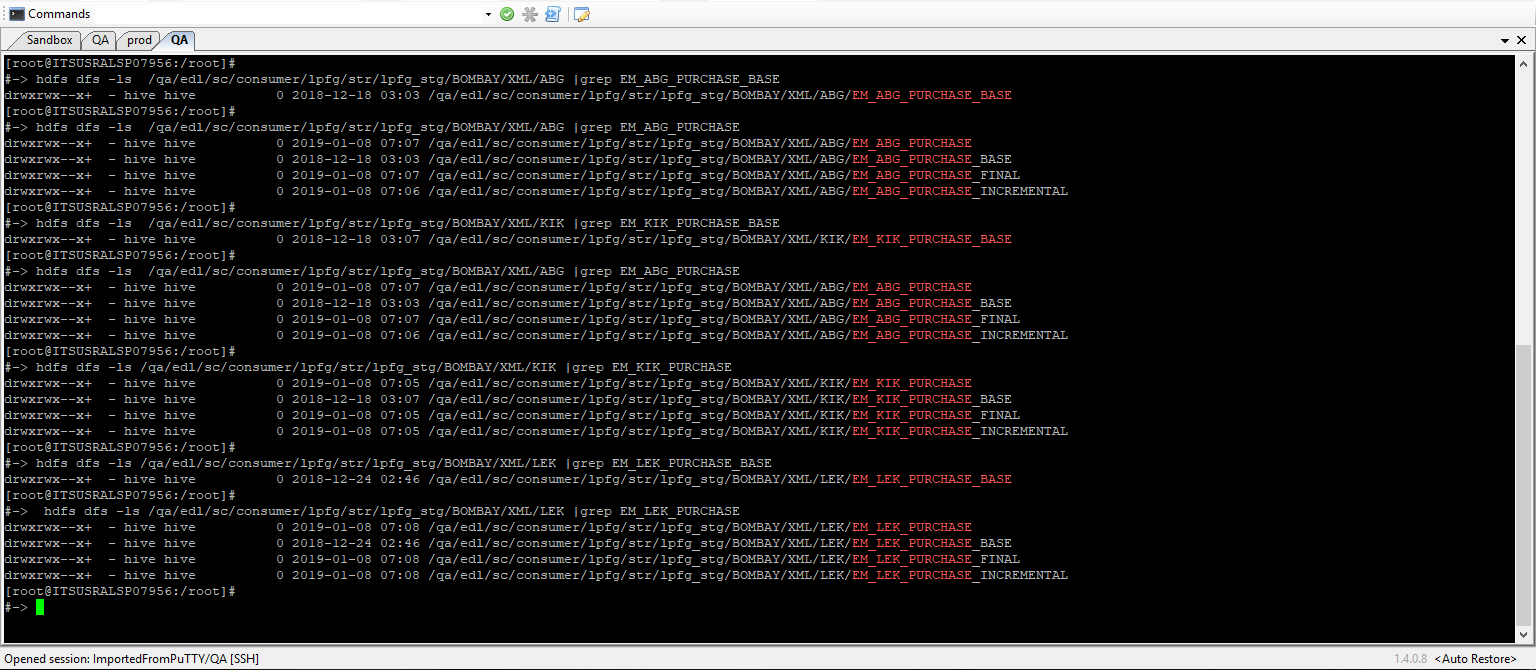 Commands
Sandbox QA prod QA
[root@ITSUSRALSP07956:/root]#
#-> hdfs dfs -ls  /qa/edl/sc/consumer/lpfg/str/lpfg_stg/BOMBAY/XML/ABG |grep EM_ABG_PURCHASE_BASE
drwxrwx--x+  - hive hive          0 2018-12-18 03:03 /qa/edl/sc/consumer/lpfg/str/lpfg_stg/BOMBAY/XML/ABG/EM_ABG_PURCHASE_BASE
[root@ITSUSRALSP07956:/root]#
#-> hdfs dfs -ls  /qa/edl/sc/consumer/lpfg/str/lpfg_stg/BOMBAY/XML/ABG |grep EM_ABG_PURCHASE
drwxrwx--x+  - hive hive          0 2019-01-08 07:07 /qa/edl/sc/consumer/lpfg/str/lpfg_stg/BOMBAY/XML/ABG/EM_ABG_PURCHASE
drwxrwx--x+  - hive hive          0 2018-12-18 03:03 /qa/edl/sc/consumer/lpfg/str/lpfg_stg/BOMBAY/XML/ABG/EM_ABG_PURCHASE_BASE
drwxrwx--x+  - hive hive          0 2019-01-08 07:07 /qa/edl/sc/consumer/lpfg/str/lpfg_stg/BOMBAY/XML/ABG/EM_ABG_PURCHASE_FINAL
drwxrwx--x+  - hive hive          0 2019-01-08 07:06 /qa/edl/sc/consumer/lpfg/str/lpfg_stg/BOMBAY/XML/ABG/EM_ABG_PURCHASE_INCREMENTAL
[root@ITSUSRALSP07956:/root]#
#-> hdfs dfs -ls  /qa/edl/sc/consumer/lpfg/str/lpfg_stg/BOMBAY/XML/KIK |grep EM_KIK_PURCHASE_BASE
drwxrwx--x+  - hive hive          0 2018-12-18 03:07 /qa/edl/sc/consumer/lpfg/str/lpfg_stg/BOMBAY/XML/KIK/EM_KIK_PURCHASE_BASE
[root@ITSUSRALSP07956:/root]#
#-> hdfs dfs -ls  /qa/edl/sc/consumer/lpfg/str/lpfg_stg/BOMBAY/XML/ABG |grep EM_ABG_PURCHASE
drwxrwx--x+  - hive hive          0 2019-01-08 07:07 /qa/edl/sc/consumer/lpfg/str/lpfg_stg/BOMBAY/XML/ABG/EM_ABG_PURCHASE
drwxrwx--x+  - hive hive          0 2018-12-18 03:03 /qa/edl/sc/consumer/lpfg/str/lpfg_stg/BOMBAY/XML/ABG/EM_ABG_PURCHASE_BASE
drwxrwx--x+  - hive hive          0 2019-01-08 07:07 /qa/edl/sc/consumer/lpfg/str/lpfg_stg/BOMBAY/XML/ABG/EM_ABG_PURCHASE_FINAL
drwxrwx--x+  - hive hive          0 2019-01-08 07:06 /qa/edl/sc/consumer/lpfg/str/lpfg_stg/BOMBAY/XML/ABG/EM_ABG_PURCHASE_INCREMENTAL
[root@ITSUSRALSP07956:/root]#
#-> hdfs dfs -ls /qa/edl/sc/consumer/lpfg/str/lpfg_stg/BOMBAY/XML/KIK |grep EM_KIK_PURCHASE
drwxrwx--x+  - hive hive          0 2019-01-08 07:05 /qa/edl/sc/consumer/lpfg/str/lpfg_stg/BOMBAY/XML/KIK/EM_KIK_PURCHASE
drwxrwx--x+  - hive hive          0 2018-12-18 03:07 /qa/edl/sc/consumer/lpfg/str/lpfg_stg/BOMBAY/XML/KIK/EM_KIK_PURCHASE_BASE
drwxrwx--x+  - hive hive          0 2019-01-08 07:05 /qa/edl/sc/consumer/lpfg/str/lpfg_stg/BOMBAY/XML/KIK/EM_KIK_PURCHASE_FINAL
drwxrwx--x+  - hive hive          0 2019-01-08 07:05 /qa/edl/sc/consumer/lpfg/str/lpfg_stg/BOMBAY/XML/KIK/EM_KIK_PURCHASE_INCREMENTAL
[root@ITSUSRALSP07956:/root]#
#-> hdfs dfs -ls /qa/edl/sc/consumer/lpfg/str/lpfg_stg/BOMBAY/XML/LEK |grep EM_LEK_PURCHASE_BASE
drwxrwx--x+  - hive hive          0 2018-12-24 02:46 /qa/edl/sc/consumer/lpfg/str/lpfg_stg/BOMBAY/XML/LEK/EM_LEK_PURCHASE_BASE
[root@ITSUSRALSP07956:/root]#
#->  hdfs dfs -ls /qa/edl/sc/consumer/lpfg/str/lpfg_stg/BOMBAY/XML/LEK |grep EM_LEK_PURCHASE
drwxrwx--x+  - hive hive          0 2019-01-08 07:08 /qa/edl/sc/consumer/lpfg/str/lpfg_stg/BOMBAY/XML/LEK/EM_LEK_PURCHASE
drwxrwx--x+  - hive hive          0 2018-12-24 02:46 /qa/edl/sc/consumer/lpfg/str/lpfg_stg/BOMBAY/XML/LEK/EM_LEK_PURCHASE_BASE
drwxrwx--x+  - hive hive          0 2019-01-08 07:08 /qa/edl/sc/consumer/lpfg/str/lpfg_stg/BOMBAY/XML/LEK/EM_LEK_PURCHASE_FINAL
drwxrwx--x+  - hive hive          0 2019-01-08 07:08 /qa/edl/sc/consumer/lpfg/str/lpfg_stg/BOMBAY/XML/LEK/EM_LEK_PURCHASE_INCREMENTAL
[root@ITSUSRALSP07956:/root]#
#->
Opened session: ImportedFromPuTTY/QA [SSH] 1.4.0.8 <Auto Restore>